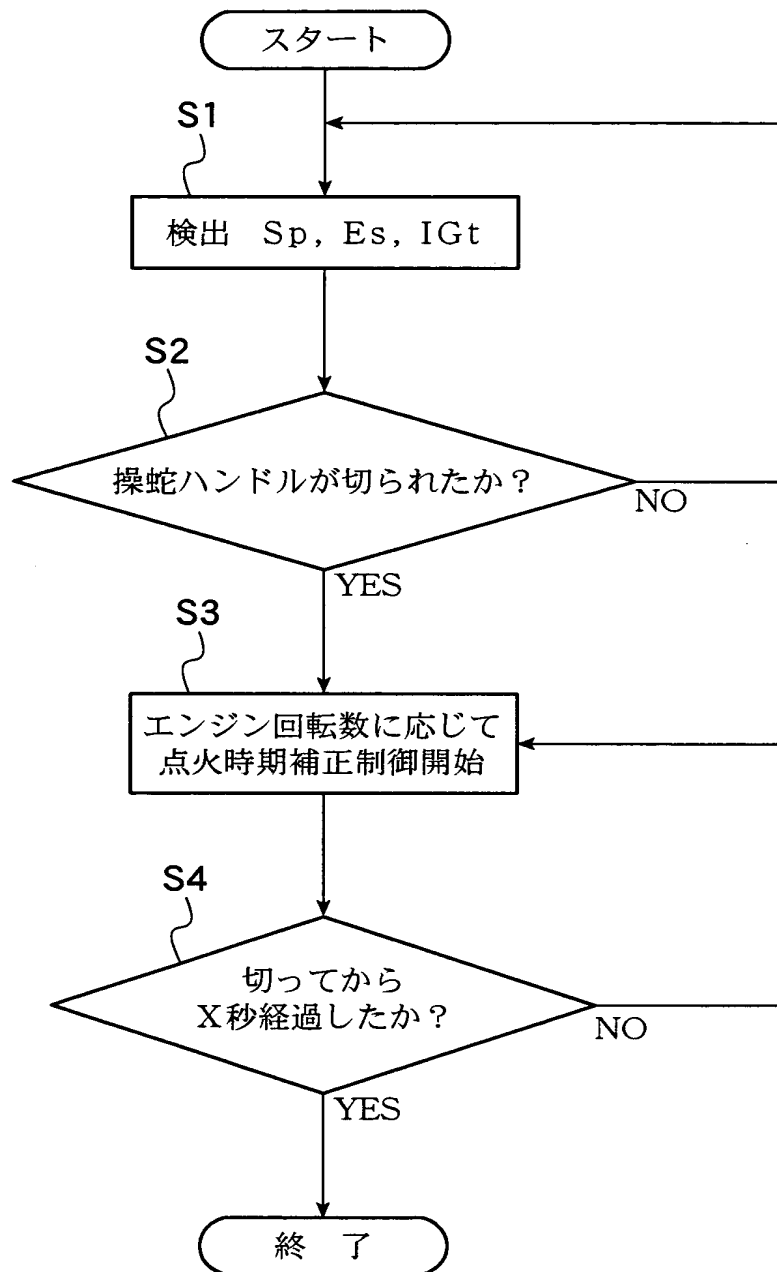 スタート
S1
検出 Sp, Es, IGt
S2
操蛇ハンドルが切られたか？
NO
YES
S3
エンジン回転数に応じて
点火時期補正制御開始
S4
切ってから
X秒経過したか？
NO
YES
終 了